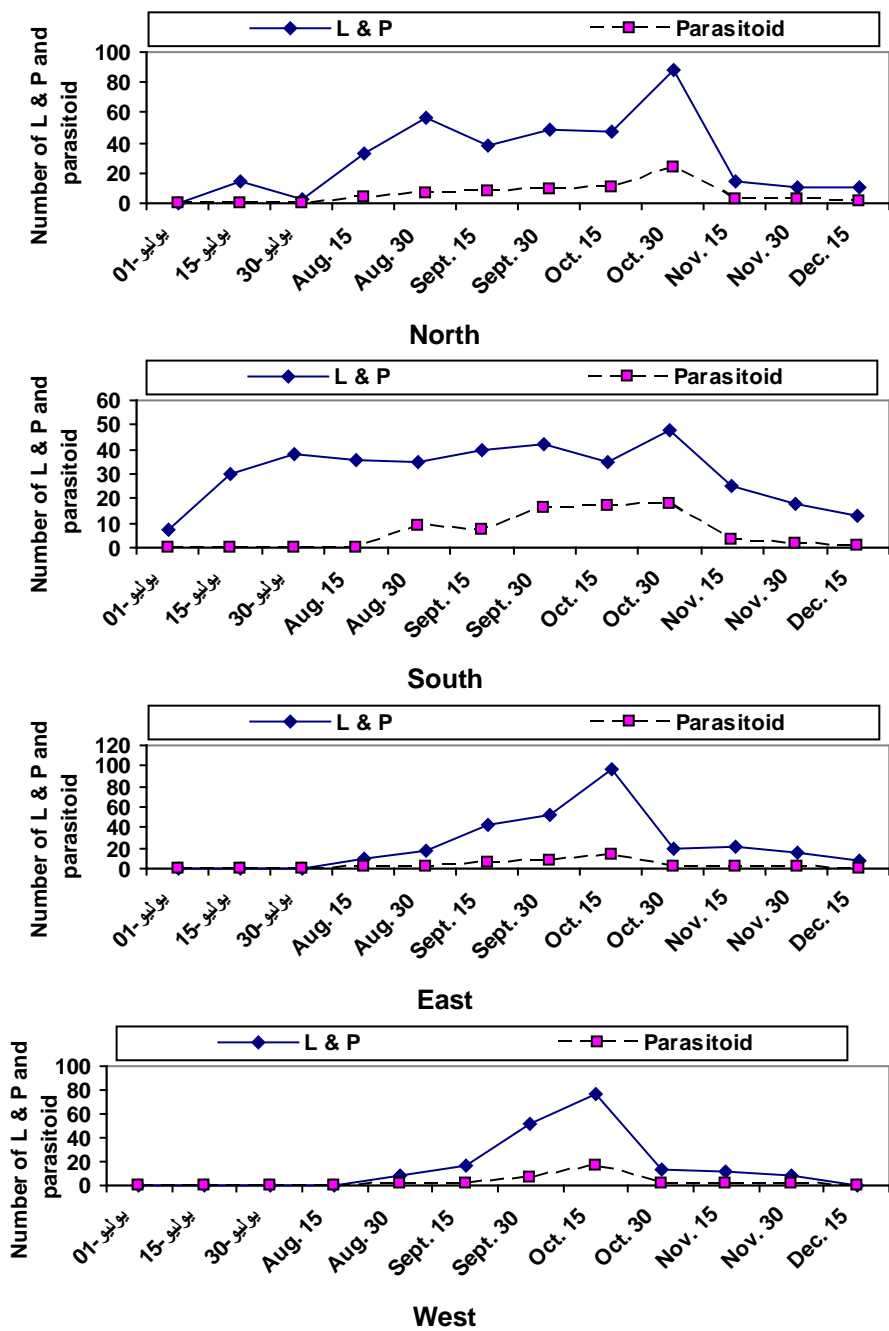 L & P Parasitoid
Number of L & P and
parasitoid
100
80
60
40
20
0
01-يوليو 15-يوليو 30-يوليو Aug. 15 Aug. 30 Sept. 15 Sept. 30 Oct. 15 Oct. 30 Nov. 15 Nov. 30 Dec. 15
North
L & P Parasitoid
Number of L & P and
parasitoid
60
50
40
30
20
10
0
01-يوليو 15-يوليو 30-يوليو Aug. 15 Aug. 30 Sept. 15 Sept. 30 Oct. 15 Oct. 30 Nov. 15 Nov. 30 Dec. 15
South
L & P Parasitoid
Number of L & P and
parasitoid
120
100
80
60
40
20
0
01-يوليو 15-يوليو 30-يوليو Aug. 15 Aug. 30 Sept. 15 Sept. 30 Oct. 15 Oct. 30 Nov. 15 Nov. 30 Dec. 15
East
L & P Parasitoid
Number of L & P and
parasitoid
100
80
60
40
20
0
01-يوليو 15-يوليو 30-يوليو Aug. 15 Aug. 30 Sept. 15 Sept. 30 Oct. 15 Oct. 30 Nov. 15 Nov. 30 Dec. 15
West